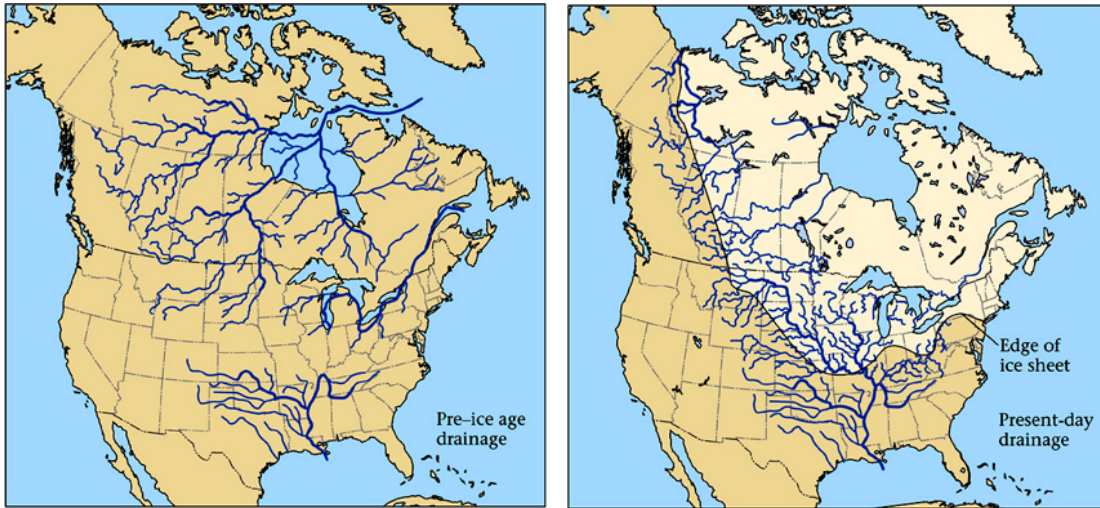 Pre–ice age
drainage
Edge of
ice sheet
Present-day
drainage